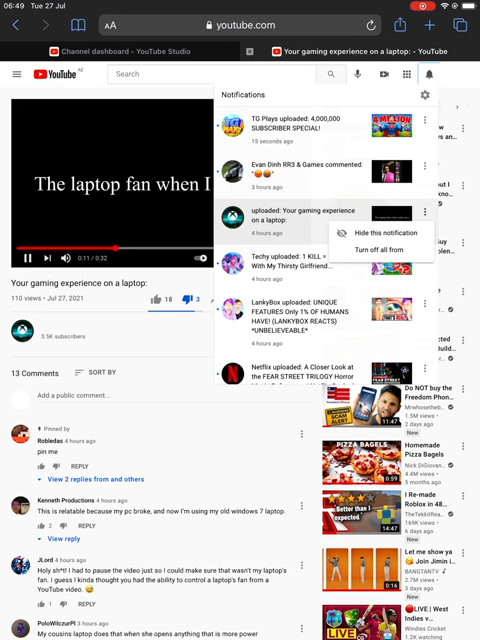 06:49 Tue 27 Jul
AA
youtube.com
Channel dashboard - YouTube Studio
Your gaming experience on a laptop: - YouTube
YouTube AE
Search
Notifications
TG Plays uploaded: 4,000,000
SUBSCRIBER SPECIAL!
15 seconds ago
4 MILLION
Evan Dinh RR3 & Games commented:
"😡😡"
3 hours ago
uploaded: Your gaming experience
on a laptop:
4 hours ago
Hide this notification
Turn off all from
Techy uploaded: 1 KILL =
With My Thirsty Girlfriend...
4 hours ago
LankyBox uploaded: UNIQUE
FEATURES Only 1% OF HUMANS
HAVE! (LANKYBOX REACTS)
*UNBELIEVEABLE*
4 hours ago
Netflix uploaded: A Closer Look at
the FEAR STREET TRILOGY Horror
The laptop fan when I
0:11 / 0:32
Your gaming experience on a laptop:
110 views • Jul 27, 2021
18
3
3.5K subscribers
13 Comments
SORT BY
Add a public comment...
Pinned by
Robledas 4 hours ago
pin me
REPLY
View 2 replies from and others
Kenneth Productions 4 hours ago
This is relatable because my pc broke, and now I'm using my old windows 7 laptop.
2
REPLY
View reply
JLord 4 hours ago
Holy sh*t! I had to pause the video just so I could make sure that wasn't my laptop's
fan. I guess I kinda thought you had the ability to control a laptop's fan from a
YouTube video. 😅
1
REPLY
PoloWilczurPl 3 hours ago
My cousins laptop does that when she opens anything that is more power
11:47
Do NOT buy the
Freedom Phon...
Mrwhosetheb...
1.5M views •
2 days ago
New
PIZZA BAGELS
0:59
Homemade
Pizza Bagels
Nick DiGiovan...
4.4M views •
5 months ago
Better than I
expected
14:47
I Re-made
Roblox in 48...
TheTekkitRea...
169K views •
6 days ago
New
0:16
Let me show ya
😘 Join Jimin i...
BANGTANTV
2.7M views •
3 days ago
New
🔴LIVE | West
Indies v...
Windies Cricket
1.2K watching